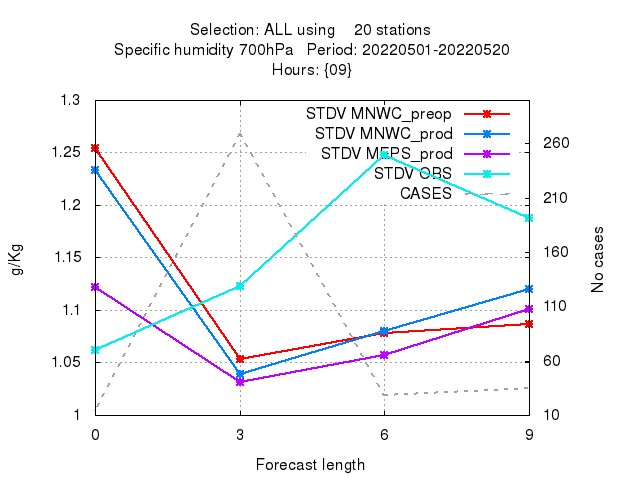 Selection: ALL using 20 stations
Specific humidity 700hPa Period: 20220501-20220520
Hours: {09}
1.3
1.25
1.2
1.15
1.1
1.05
1
g/Kg
STDV MNWC_preop
STDV MNWC_prod
STDV MEPS_prod
STDV OBS
CASES
260
210
160
110
60
10
No cases
0 3 6 9
Forecast length